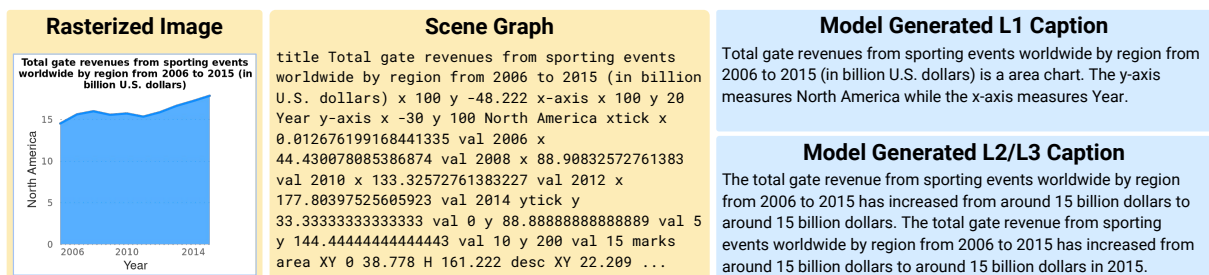 Rasterized Image
Total gate revenues from sporting events
worldwide by region from 2006 to 2015 (in
billion U.S. dollars)
15
10
5
0
North America
2006
2010
2014
Year
Scene Graph
title Total gate revenues from sporting events
worldwide by region from 2006 to 2015 (in billion
U.S. dollars) x 100 y -48.222 x-axis x 100 y 20
Year y-axis x -30 y 100 North America xtick x
0.012676199168441335 val 2006 x
44.430078085386874 val 2008 x 88.90832572761383
val 2010 x 133.32572761383227 val 2012 x
177.80397525605923 val 2014 ytick y
33.33333333333333 val 0 y 88.88888888888889 val 5
y 144.44444444444443 val 10 y 200 val 15 marks
area XY 0 38.778 H 161.222 desc XY 22.209 ...
Model Generated L1 Caption
Total gate revenues from sporting events worldwide by region from
2006 to 2015 (in billion U.S. dollars) is a area chart. The y-axis
measures North America while the x-axis measures Year.
Model Generated L2/L3 Caption
The total gate revenue from sporting events worldwide by region
from 2006 to 2015 has increased from around 15 billion dollars to
around 15 billion dollars. The total gate revenue from sporting
events worldwide by region from 2006 to 2015 has increased from
around 15 billion dollars to around 15 billion dollars in 2015.